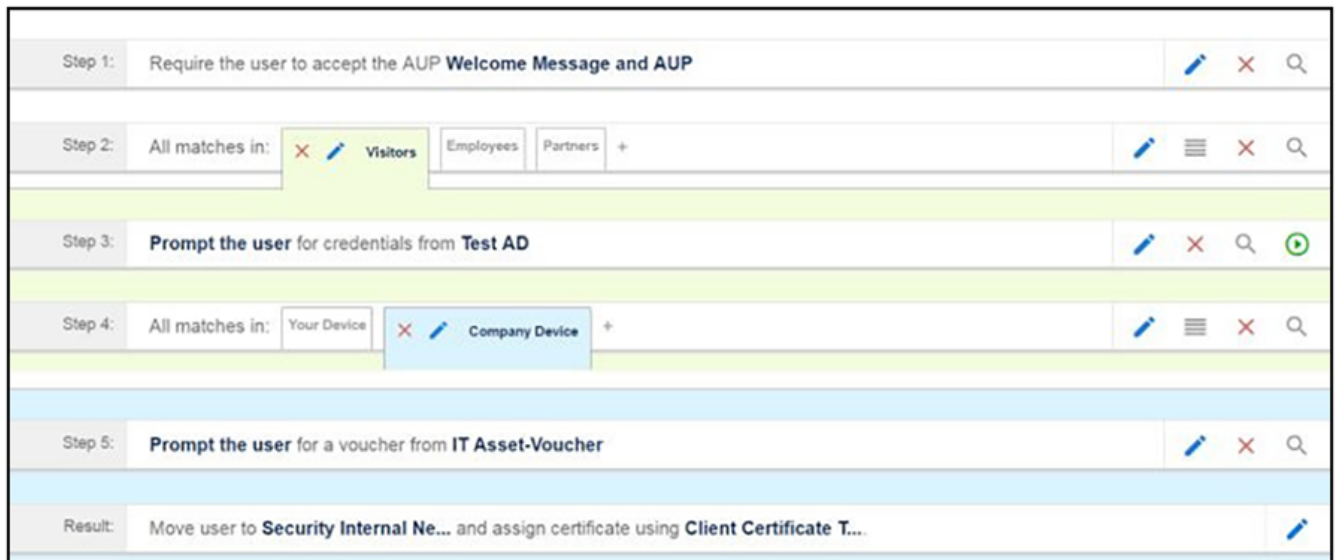 Step 1: Require the user to accept the AUP Welcome Message and AUP
Step 2: All matches in: Visitors Employees Partners +
Step 3: Prompt the user for credentials from Test AD
Step 4: All matches in: Your Device Company Device +
Step 5: Prompt the user for a voucher from IT Asset-Voucher
Result: Move user to Security Internal Ne... and assign certificate using Client Certificate T....